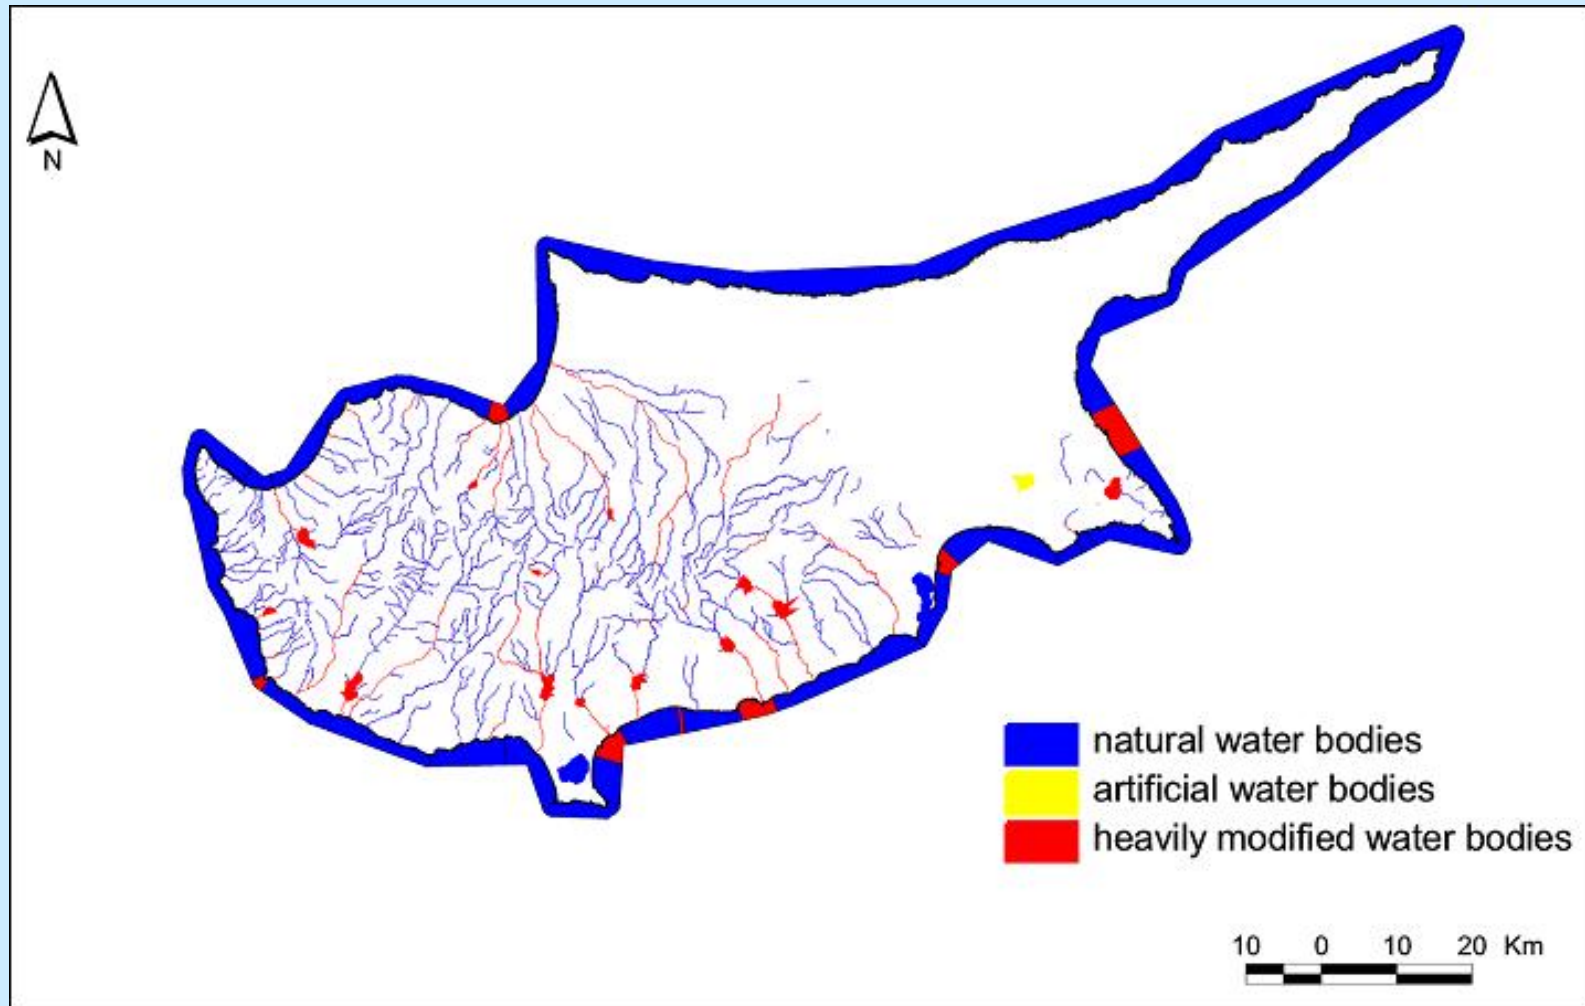 N
natural water bodies
artificial water bodies
heavily modified water bodies
10 0 10 20 Km